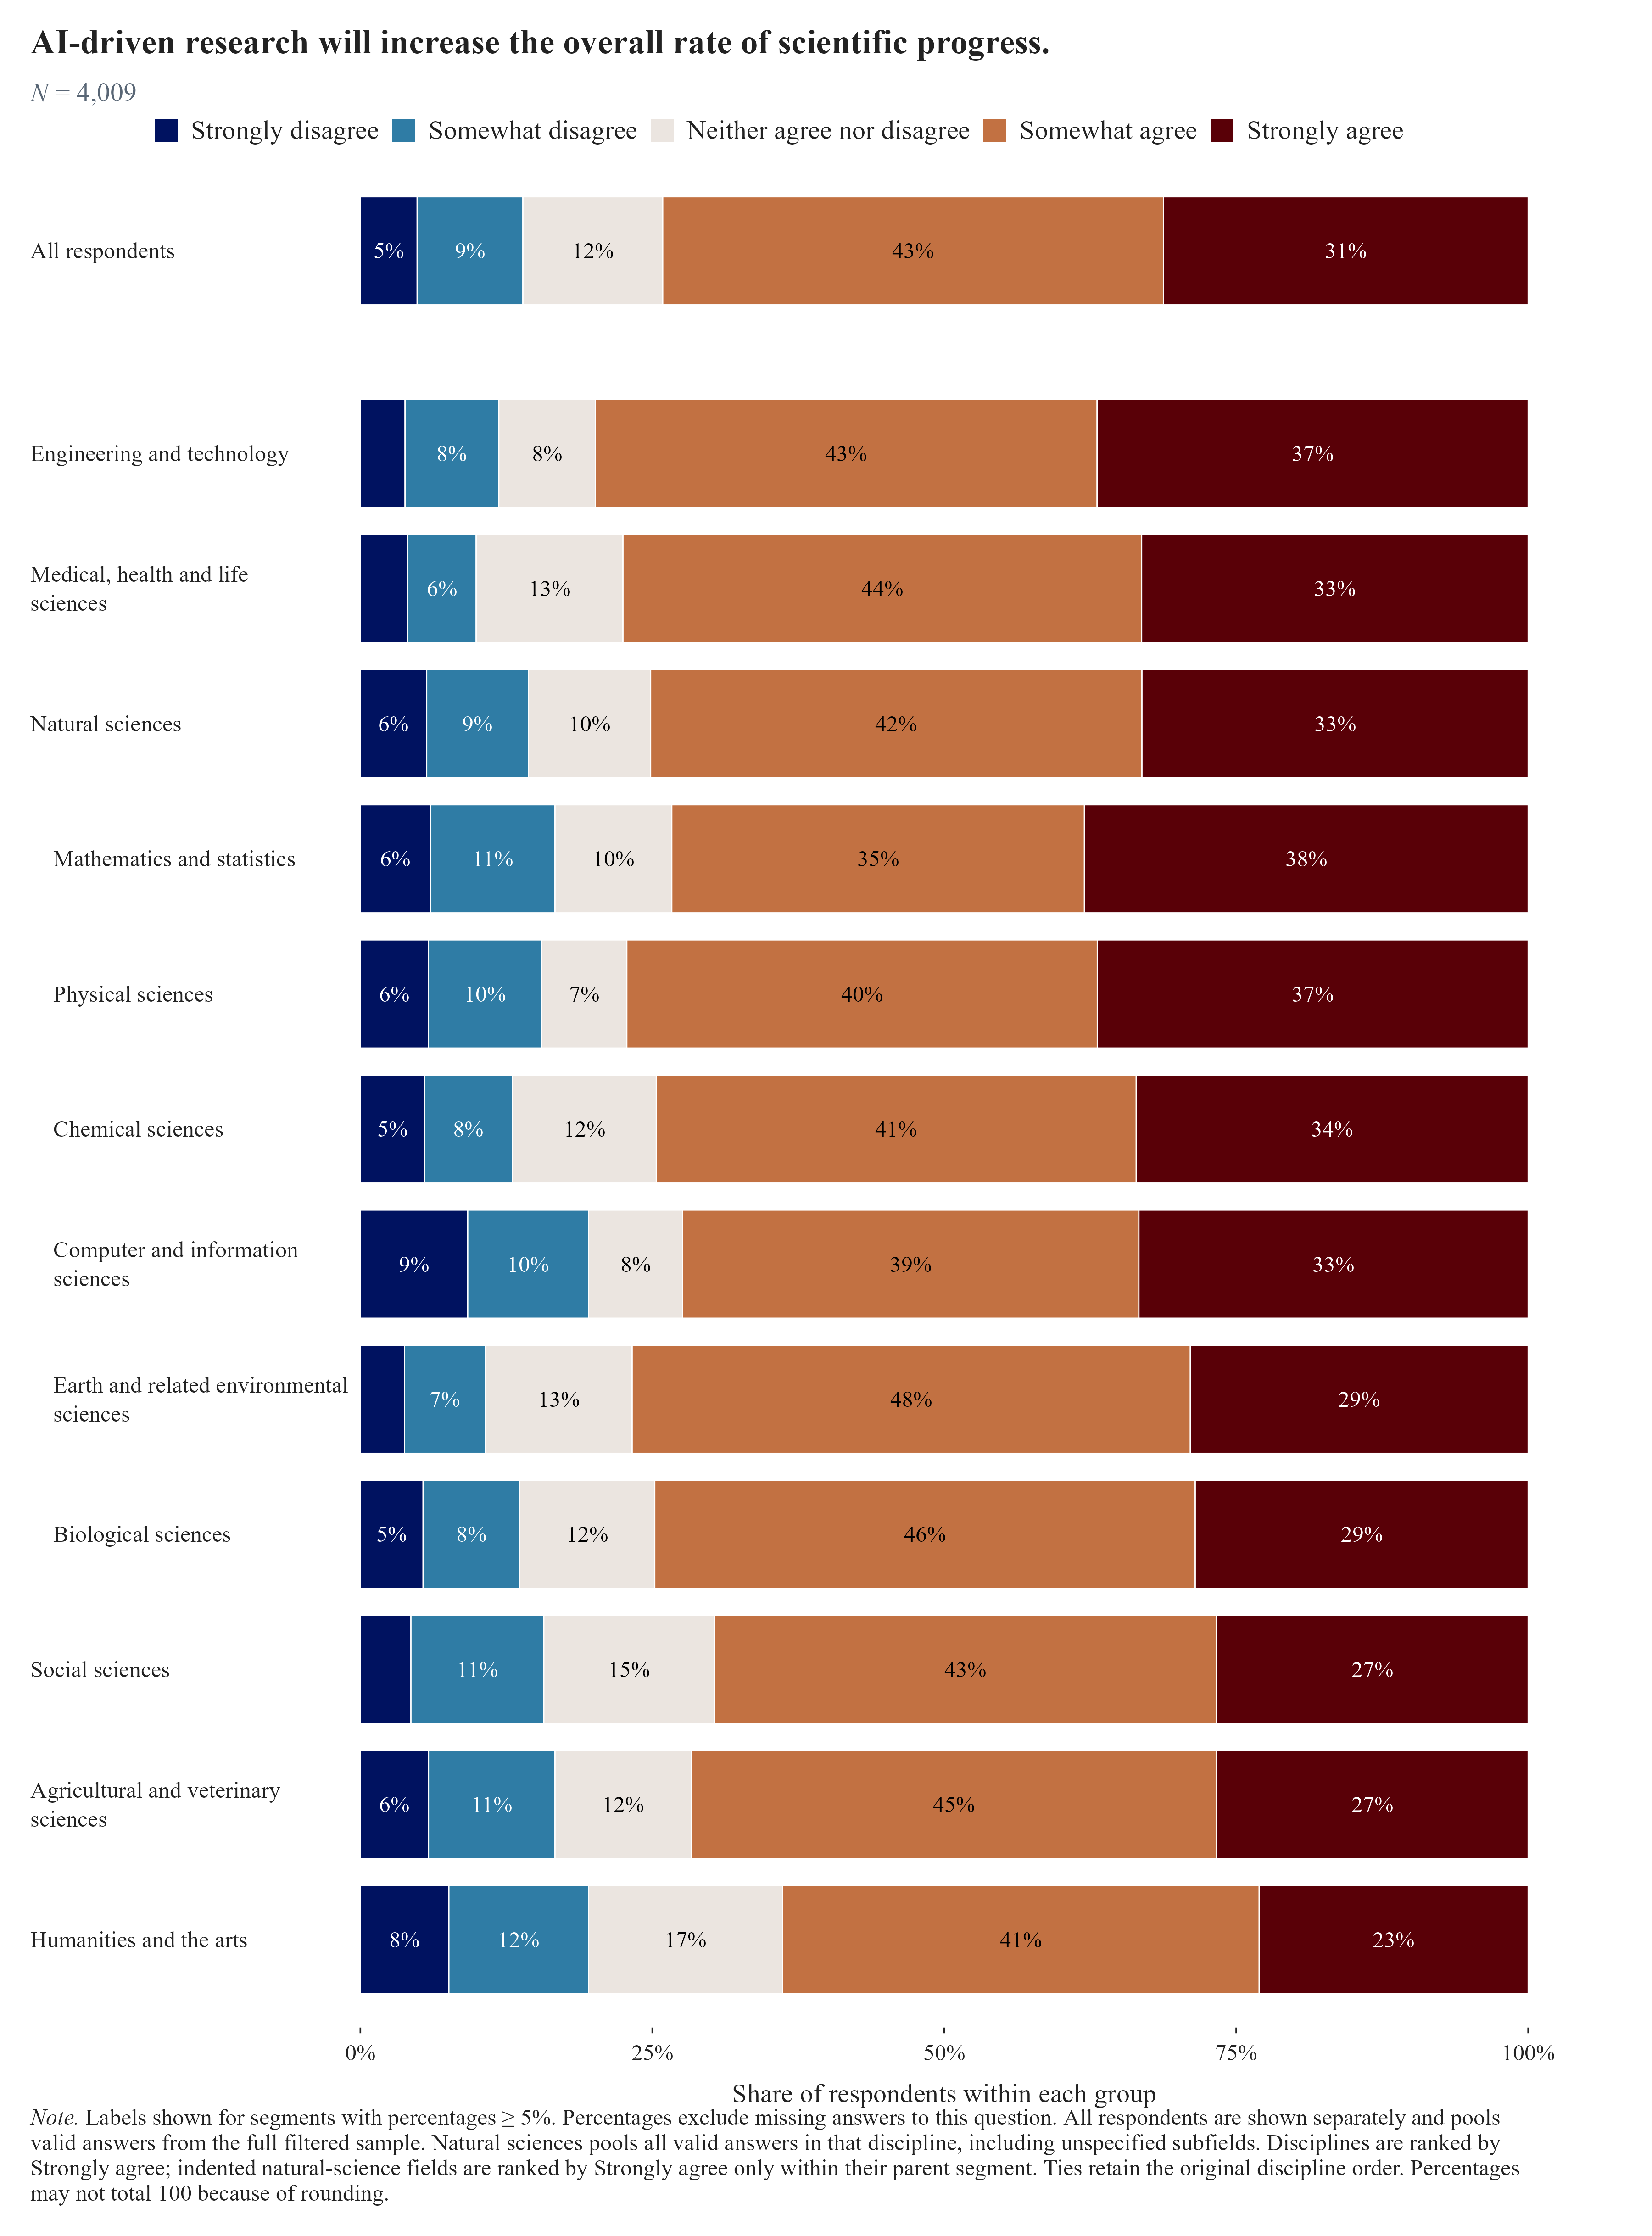 AI-driven research will increase the overall rate of scientific progress.
N = 4,009
Strongly disagree Somewhat disagree Neither agree nor disagree Somewhat agree Strongly agree
All respondents 5% 9% 12% 43% 31%
Engineering and technology 8% 8% 43% 37%
Medical, health and life
sciences
6% 13% 44% 33%
Natural sciences 6% 9% 10% 42% 33%
Mathematics and statistics 6% 11% 10% 35% 38%
Physical sciences 6% 10% 7% 40% 37%
Chemical sciences 5% 8% 12% 41% 34%
Computer and information
sciences
9% 10% 8% 39% 33%
Earth and related environmental
sciences
7% 13% 48% 29%
Biological sciences 5% 8% 12% 46% 29%
Social sciences 11% 15% 43% 27%
Agricultural and veterinary
sciences
6% 11% 12% 45% 27%
Humanities and the arts 8% 12% 17% 41% 23%
0% 25% 50% 75% 100%
Share of respondents within each group
Note. Labels shown for segments with percentages ≥ 5%. Percentages exclude missing answers to this question. All respondents are shown separately and pools
valid answers from the full filtered sample. Natural sciences pools all valid answers in that discipline, including unspecified subfields. Disciplines are ranked by
Strongly agree; indented natural-science fields are ranked by Strongly agree only within their parent segment. Ties retain the original discipline order. Percentages
may not total 100 because of rounding.